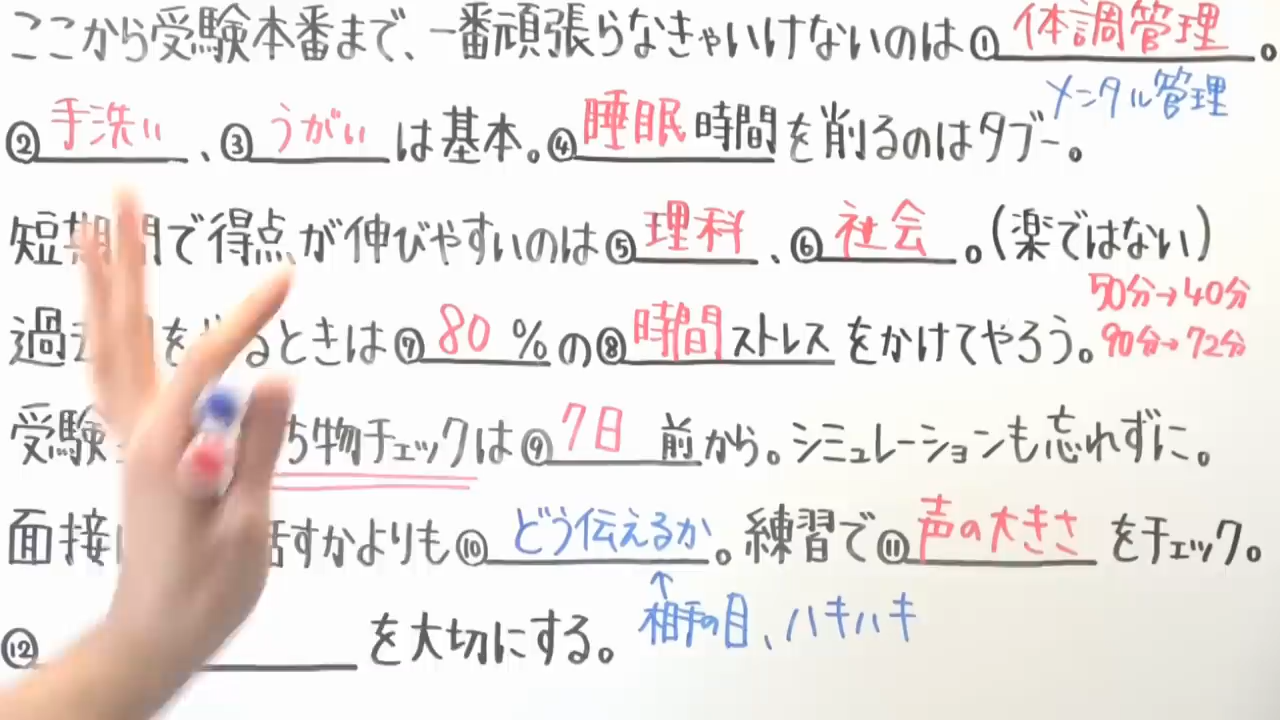 ここから受験本番まで、一番頑張らなきゃいけないのは①体調管理。
メンタル管理
②手洗い、③うがいは基本。④睡眠時間を削るのはタブー。
短期間で得点が伸びやすいのは⑤理科、⑥社会。(楽ではない)
50分→40分
過去 をやるときは⑦80%の⑧時間ストレスをかけてやろう。
90分→72分
受験 ち物チェックは⑨7日前から。シミュレーションも忘れずに。
面接 話すかよりも⑩どう伝えるか。練習で⑪声の大きさをチェック。
↑
相手の目、ハキハキ
⑫ を大切にする。